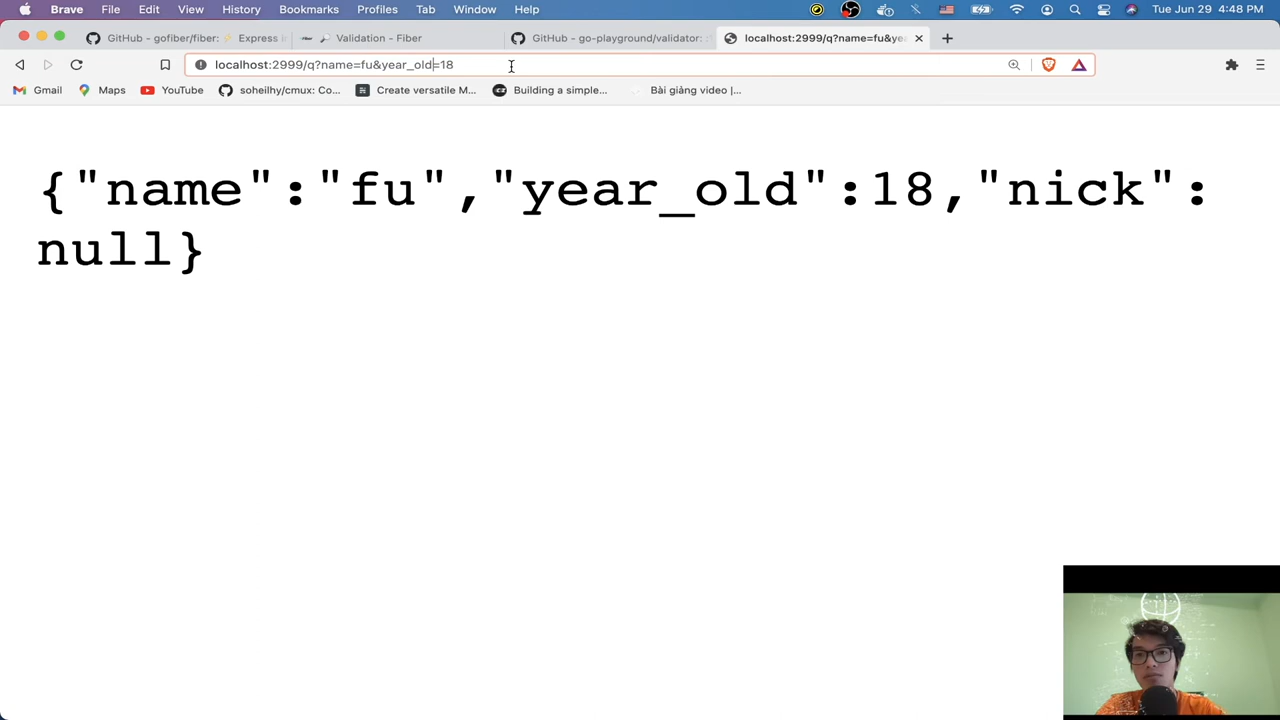 Brave File Edit View History Bookmarks Profiles Tab Window Help Tue Jun 29 4:48 PM
GitHub - gofiber/fiber: ⚡ Express i Validation - Fiber GitHub - go-playground/validator: localhost:2999/q?name=fu&yea
localhost:2999/q?name=fu&year_old=18
Gmail Maps YouTube soheilhy/cmux: Co... Create versatile M... Building a simple... Bài giảng video |...
{"name":"fu","year_old":18,"nick":
null}